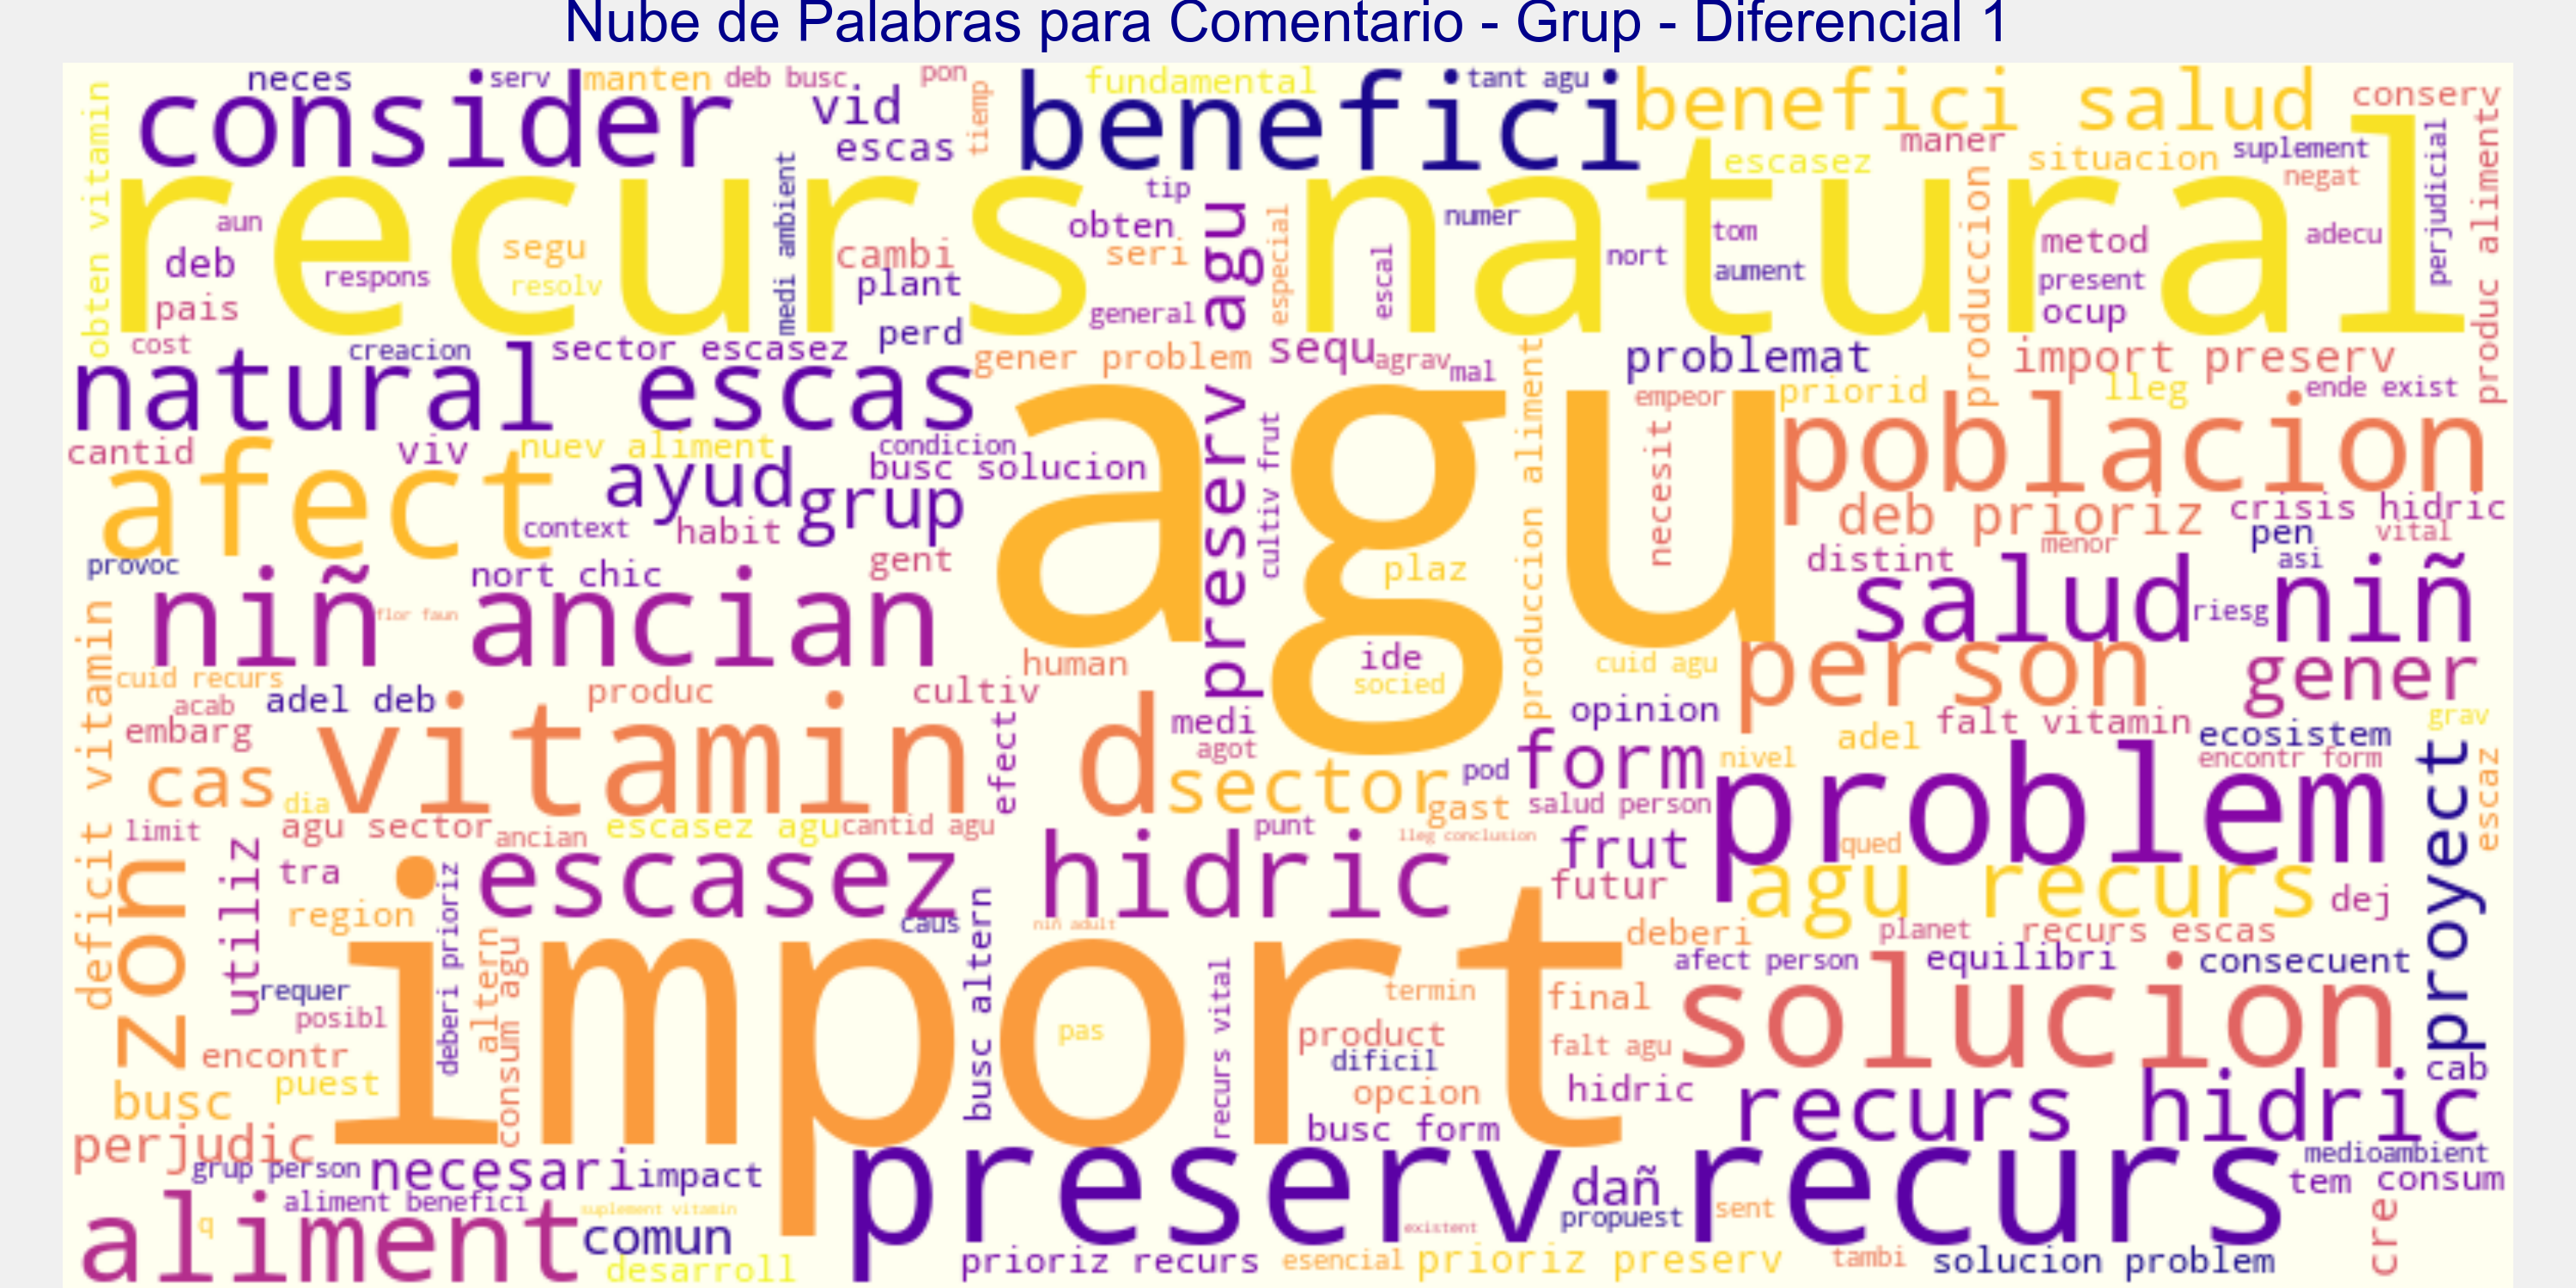 Nube de Palabras para Comentario - Grup - Diferencial 1
neces
serv
manten
deb busc
pon
fundamental
tant agu
benefici salud
conserv
consider
vid
escas
tiemp
benefici
maner
escasez
situacion
suplement
negat
perjudicial
produc aliment
obten vitamin
recurs natural
aun
deb
pais
respons
segu
resolv
medi ambient
cambi
plant
perd
tip
obten
seri
general
preserv agu
especial
escal
numer
nort
tom
aument
produccion
metod
present
ocup
adecu
cost
creacion
sector escasez
gener problem
sequ
agrav
mal
problemat
import preserv
natural escas
empeor
priorid
lleg
ende exist
cantid
viv
nuev aliment
condicion
busc solucion
cultiv frut
produccion aliment
necesit
poblacion
afect
ayud
grup
agu
deb prioriz
crisis hidric
context
habit
pen
vital
menor
provoc
nort chic
gent
plaz
distint
asi
niñ ancian
flor faun
salud
riesg
niñ
deficit vitamin
cuid recurs
human
ide
socied
cuid agu
person
gener
acab
adel deb
produc
cultiv
medi
opinion
falt vitamin
grav
embarg
vitamin d
effect
agot
form
adel
ecosistem
nivel
encontr form
cas
dia
sector
pod
gast
salud person
problem
proyect
escaz
limit
agu sector
ancian
escasez agu
cantid agu
punt
lleg conclusion
frut
qued
zon
utiliz
tra
escasez hidric
futur
agu recurs
dej
region
deberi prioriz
altern
caus
busc altern
niñ adult
deberi
planet
recurs escas
afect person
equilibri
consecuent
requer
posibl
consum agu
import
pas
recurs vital
termin
final
solucion
encontr
product
dificil
falt agu
puest
busc
opcion
hidric
cab
recurs hidric
perjudic
busc form
grup person
necesari
impact
preserv
dañ
recurs
medioambient
tem
consum
aliment benefici
suplement vitamin
q
aliment
comun
existent
propuest
sent
cre
desarroll
prioriz recurs
esencial
prioriz preserv
tambi
solucion problem